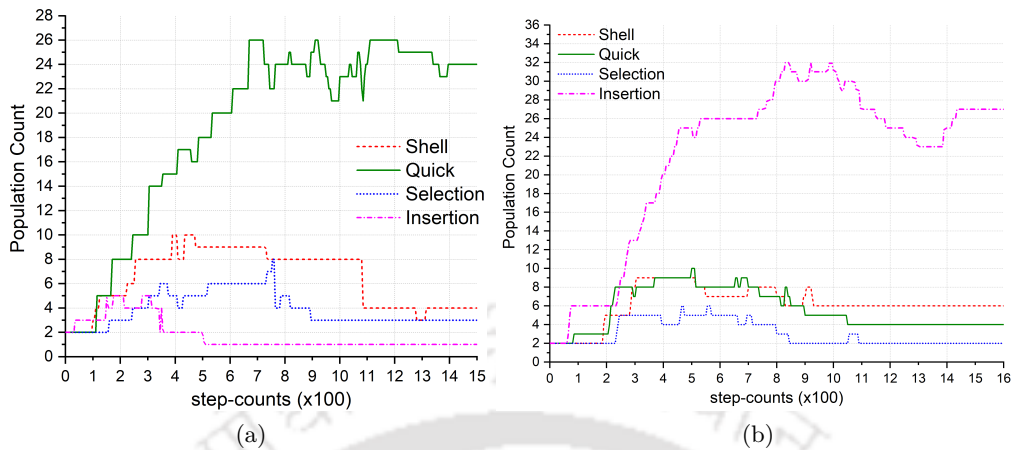 28
26
24
22
20
18
16
14
12
10
8
6
4
2
0
Population Count
Shell
Quick
Selection
Insertion
0 1 2 3 4 5 6 7 8 9 10 11 12 13 14 15
step-counts (x100)
(a)
36
34
32
30
28
26
24
22
20
18
16
14
12
10
8
6
4
2
0
Population Count
Shell
Quick
Selection
Insertion
0 1 2 3 4 5 6 7 8 9 10 11 12 13 14 15 16
step-counts (x100)
(b)